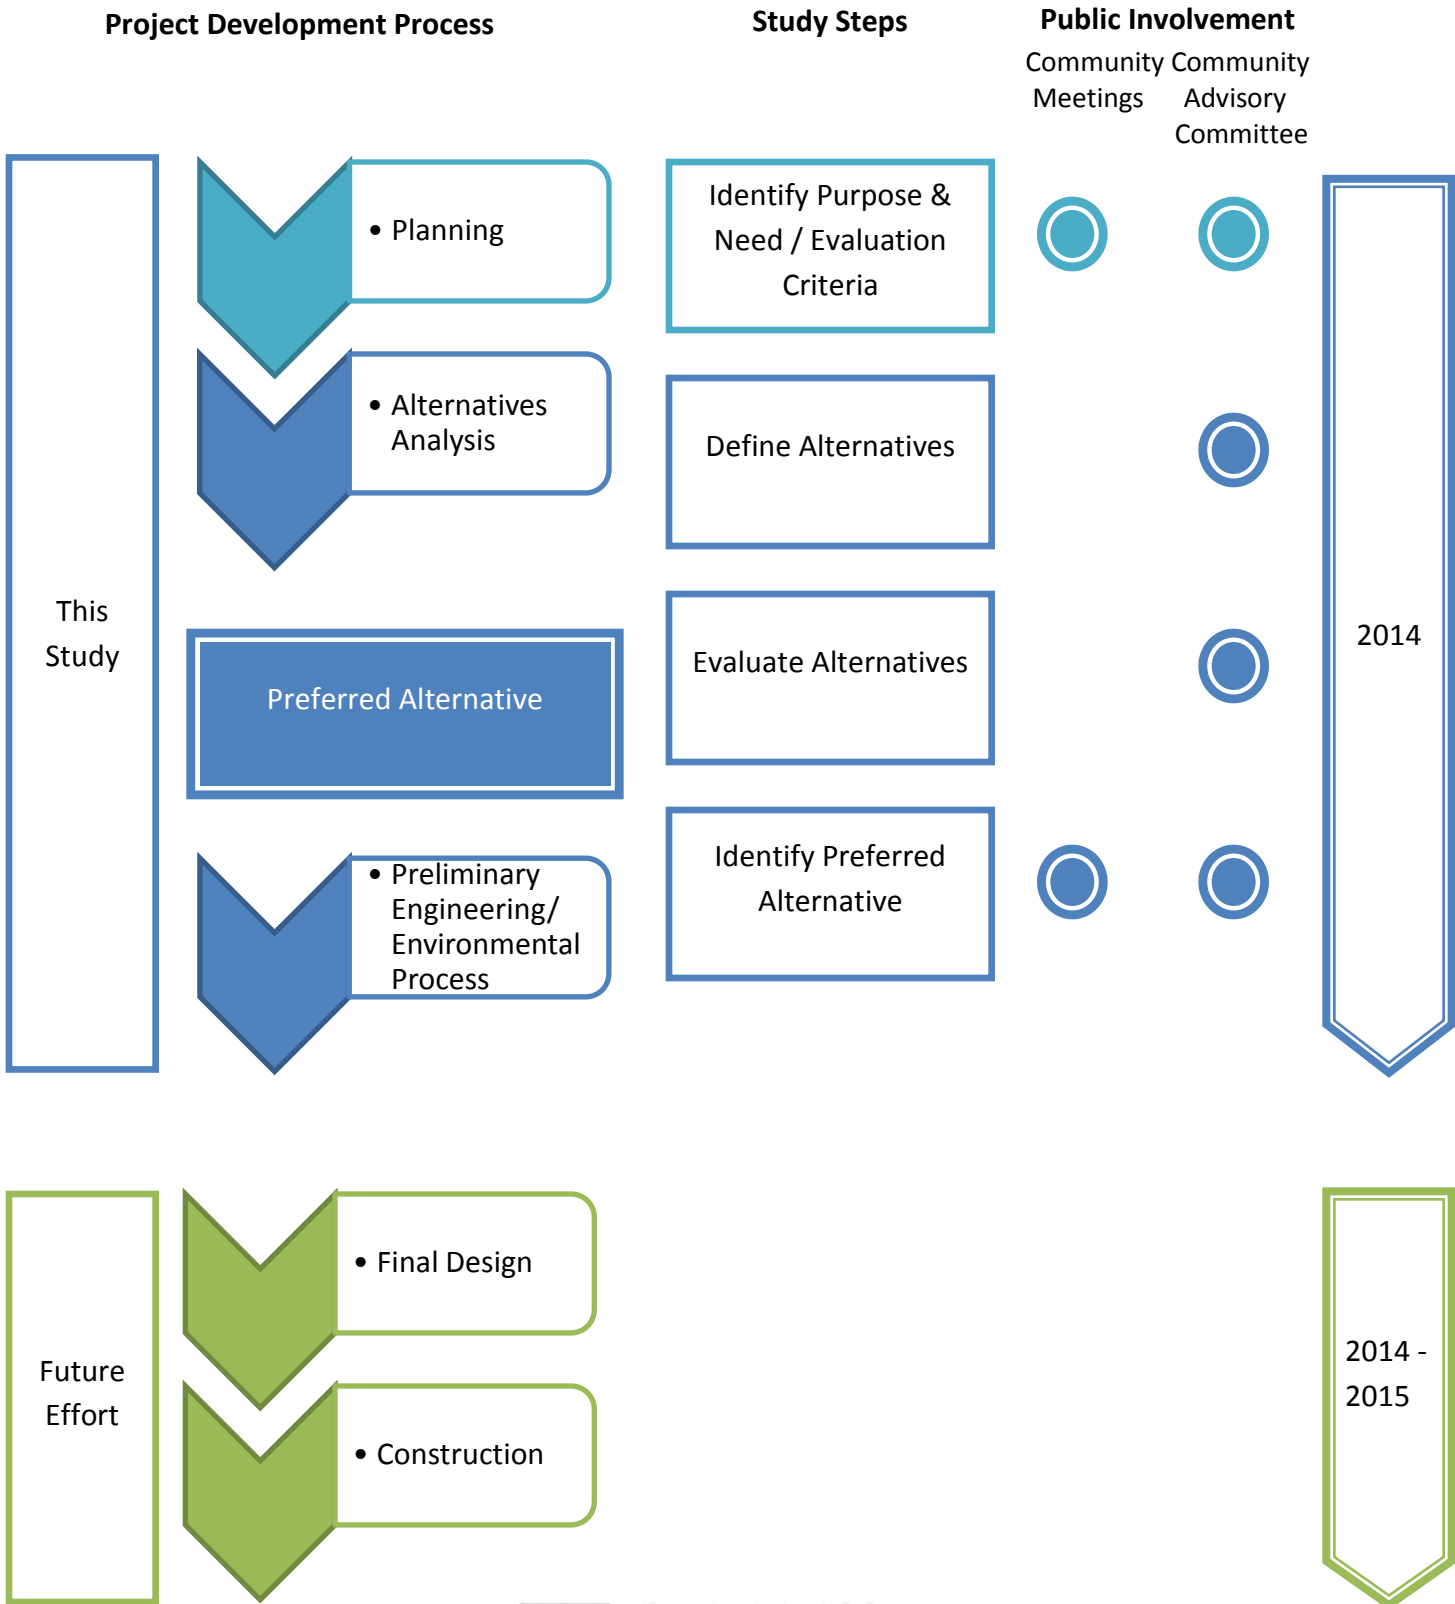 Project Development Process
Study Steps
Public Involvement
Community
Meetings
Community
Advisory
Committee
This
Study
• Planning
• Alternatives
Analysis
Preferred Alternative
• Preliminary
Engineering/
Environmental
Process
Identify Purpose &
Need / Evaluation
Criteria
Define Alternatives
Evaluate Alternatives
Identify Preferred
Alternative
2014
Future
Effort
• Final Design
• Construction
2014 -
2015